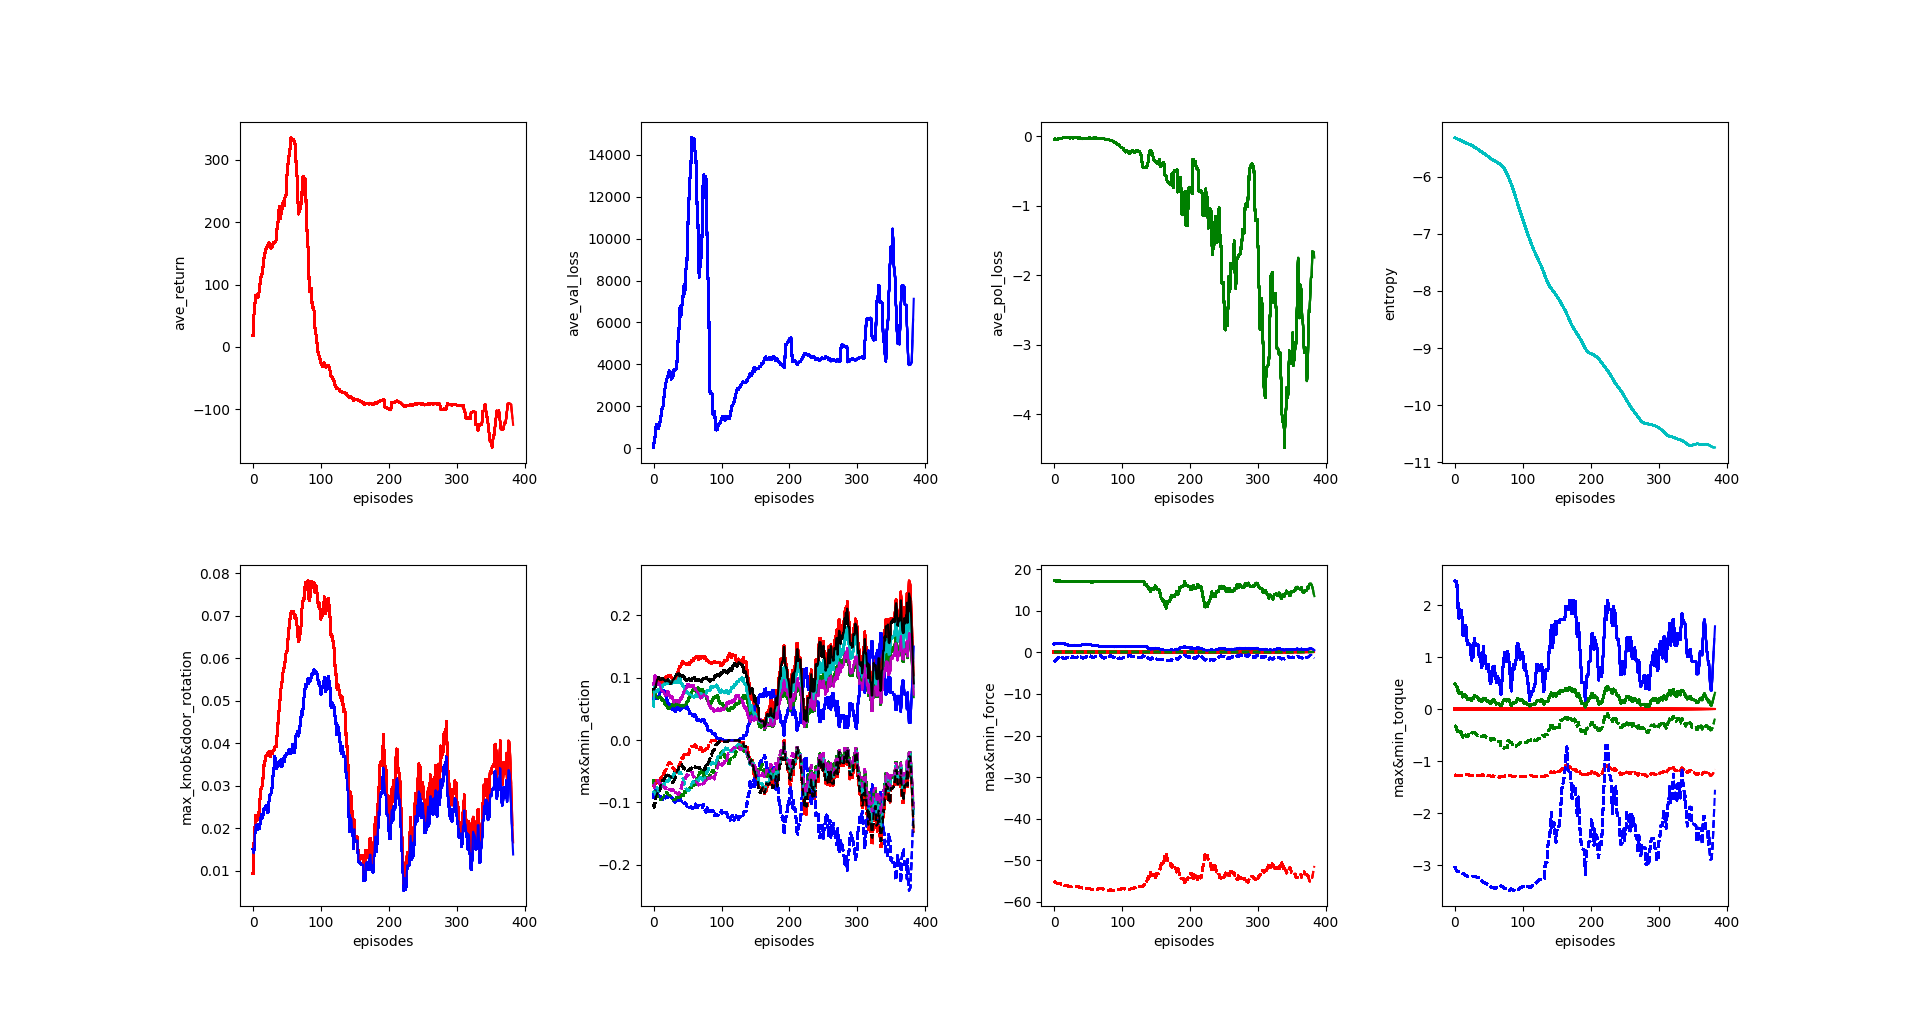 ave_return
300
200
100
0
−100
0 100 200 300 400
episodes
ave_val_loss
14000
12000
10000
8000
6000
4000
2000
0
0 100 200 300 400
episodes
ave_pol_loss
0
−1
−2
−3
−4
0 100 200 300 400
episodes
entropy
−6
−7
−8
−9
−10
−11
0 100 200 300 400
episodes
max_knob&door_rotation
0.08
0.07
0.06
0.05
0.04
0.03
0.02
0.01
0 100 200 300 400
episodes
max&min_action
0.2
0.1
0.0
−0.1
−0.2
0 100 200 300 400
episodes
max&min_force
20
10
0
−10
−20
−30
−40
−50
−60
0 100 200 300 400
episodes
max&min_torque
2
1
0
−1
−2
−3
0 100 200 300 400
episodes